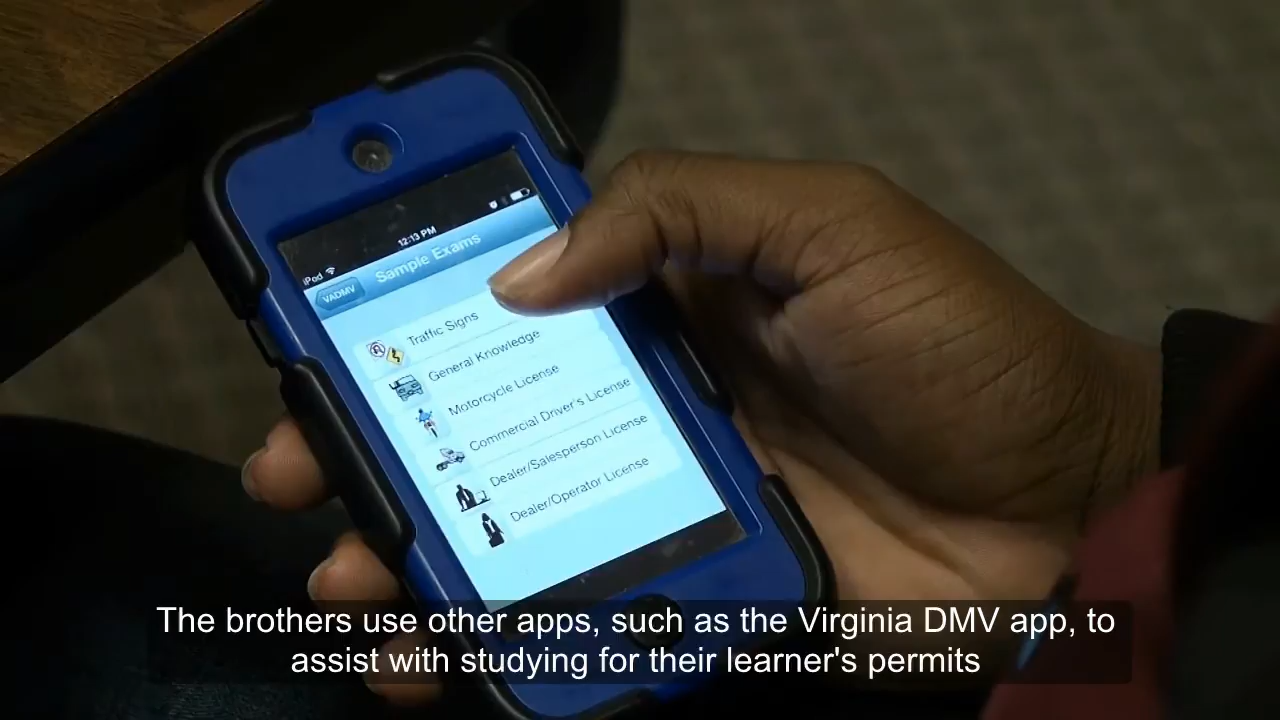 iPod
12:13 PM
VADMV
Sample Exams
Traffic Signs
General Knowledge
Motorcycle License
Commercial Driver's License
Dealer/Salesperson License
Dealer/Operator License
The brothers use other apps, such as the Virginia DMV app, to
assist with studying for their learner's permits